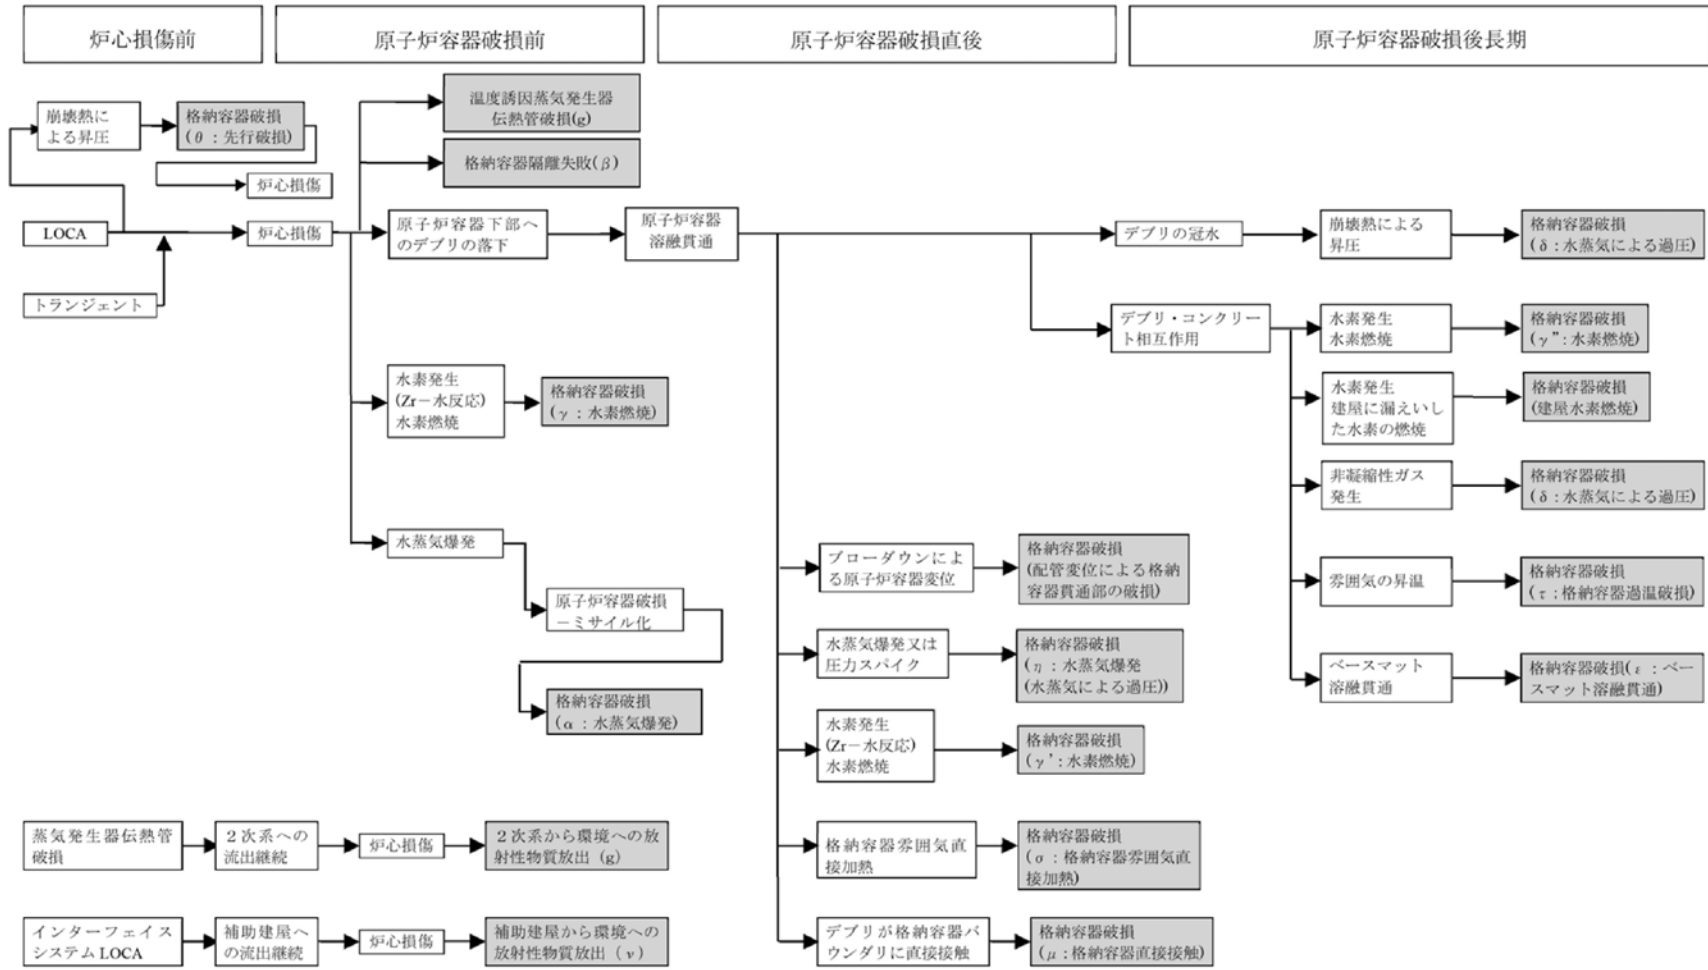 炉心損傷前
原子炉容器破損前
原子炉容器破損直後
原子炉容器破損後長期
崩壊熱に
よる昇圧
格納容器破損
(θ：先行破損)
炉心損傷
LOCA
トランジェント
炉心損傷
温度誘因蒸気発生器
伝熱管破損(g)
格納容器隔離失敗(β)
原子炉容器下部へ
のデブリの落下
原子炉容器
溶融貫通
水素発生
(Zr－水反応)
水素燃焼
格納容器破損
(γ：水素燃焼)
水蒸気爆発
原子炉容器破損
－ミサイル化
格納容器破損
(α：水蒸気爆発)
ブローダウンによ
る原子炉容器変位
格納容器破損
(配管変位による格納
容器貫通部の破損)
水蒸気爆発又は
圧力スパイク
格納容器破損
(η：水蒸気爆発
(水蒸気による過圧))
水素発生
(Zr－水反応)
水素燃焼
格納容器破損
(γ'：水素燃焼)
格納容器雰囲気直
接加熱
格納容器破損
(σ：格納容器雰囲気直
接加熱)
デブリが格納容器バ
ウンダリに直接接触
格納容器破損
(μ：格納容器直接接触)
デブリの冠水
崩壊熱による
昇圧
格納容器破損
(δ：水蒸気による過圧)
デブリ・コンクリー
ト相互作用
水素発生
水素燃焼
格納容器破損
(γ”：水素燃焼)
水素発生
建屋に漏えいし
た水素の燃焼
格納容器破損
(建屋水素燃焼)
非凝縮性ガス
発生
格納容器破損
(δ：水蒸気による過圧)
雰囲気の昇温
格納容器破損
(τ：格納容器過温破損)
ベースマット
溶融貫通
格納容器破損(ε：ベー
スマット溶融貫通)
蒸気発生器伝熱管
破損
２次系への
流出継続
炉心損傷
２次系から環境への放
射性物質放出（g）
インターフェイス
システム LOCA
補助建屋へ
の流出継続
炉心損傷
補助建屋から環境への
放射性物質放出（ν）